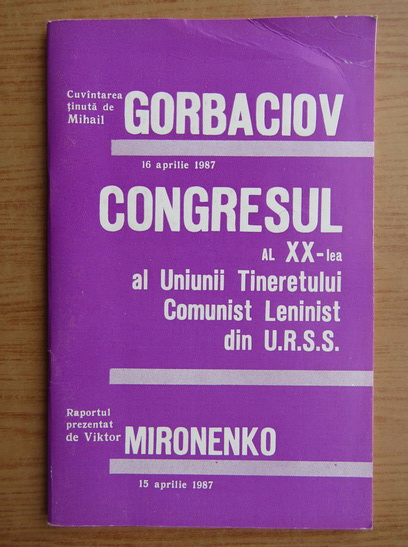 Cuvîntarea
ținută de
Mihail GORBACIOV
16 aprilie 1987
CONGRESUL
AL XX-lea
al Uniunii Tineretului
Comunist Leninist
din U.R.S.S.
Raportul
prezentat
de Viktor MIRONENKO
15 aprilie 1987